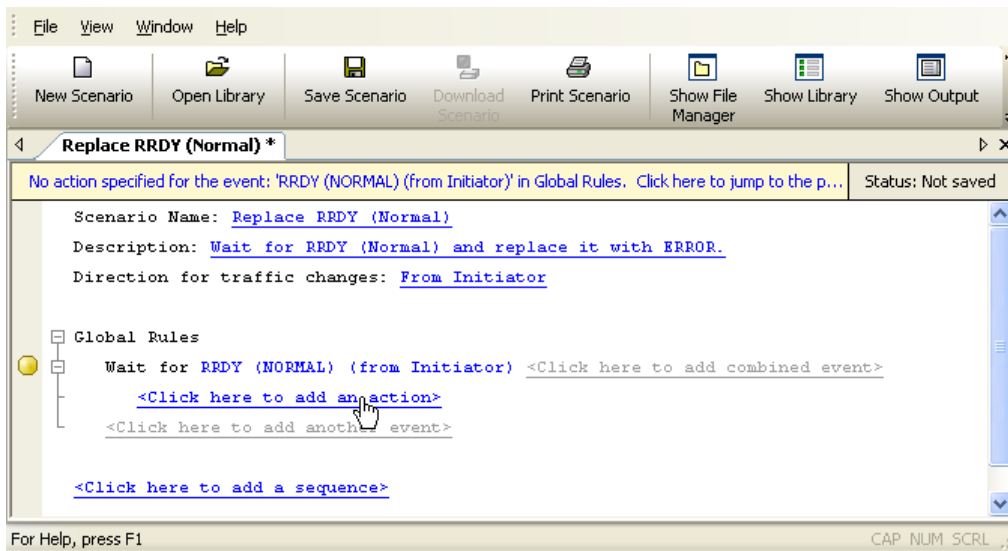 File View Window Help
New Scenario Open Library Save Scenario Download Scenario Print Scenario Show File Manager Show Library Show Output
Replace RRDY (Normal) *
No action specified for the event: 'RRDY (NORMAL) (from Initiator)' in Global Rules. Click here to jump to the p... Status: Not saved
Scenario Name: Replace RRDY (Normal)
Description: Wait for RRDY (Normal) and replace it with ERROR.
Direction for traffic changes: From Initiator
Global Rules
Wait for RRDY (NORMAL) (from Initiator) <Click here to add combined event>
<Click here to add an action>
<Click here to add another event>
<Click here to add a sequence>
For Help, press F1 CAP NUM SCRL